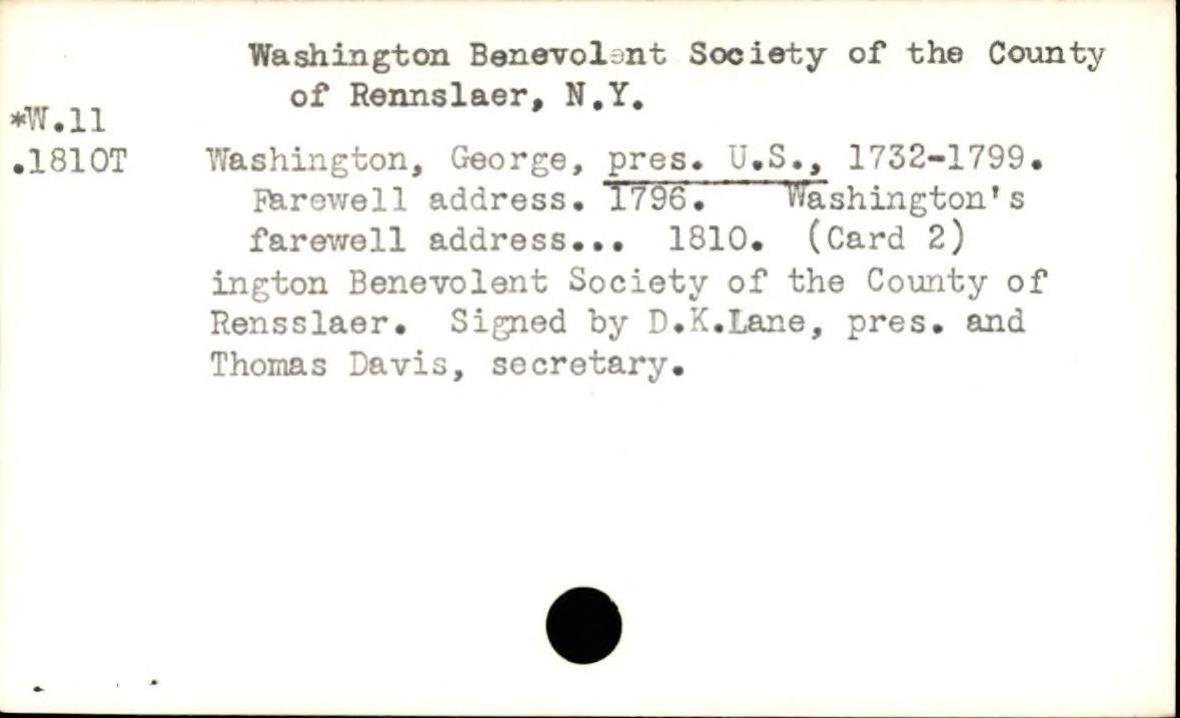 Washington Benevolent Society of the County
of Rennslaer, N.Y.
*W.11
.1810T
Washington, George, pres. U.S., 1732-1799.
Farewell address. 1796. Washington's
farewell address... 1810. (Card 2)
ington Benevolent Society of the County of
Rensslaer. Signed by D.K.Lane, pres. and
Thomas Davis, secretary.